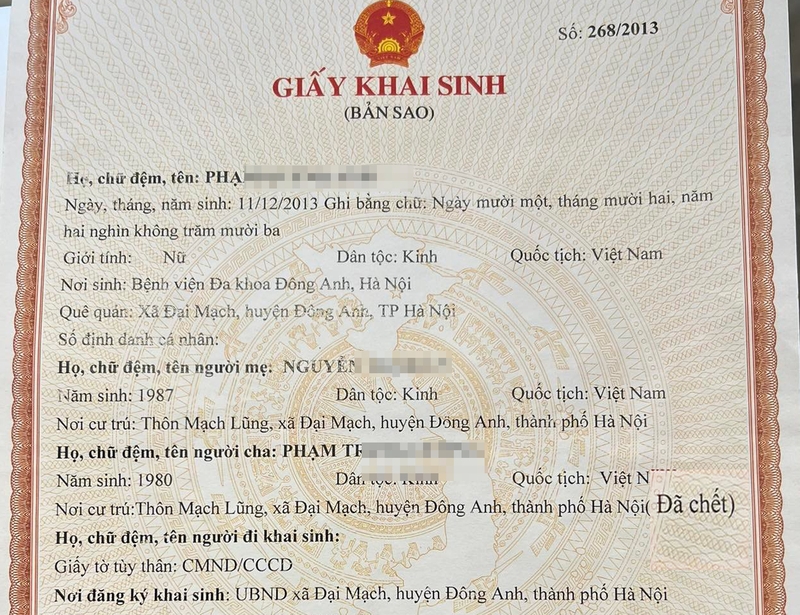 Số: 268/2013
GIẤY KHAI SINH
(BẢN SAO)
Họ, chữ đệm, tên: PHẠ
Ngày, tháng, năm sinh: 11/12/2013 Ghi bằng chữ: Ngày mười một, tháng mười hai, năm
hai nghìn không trăm mười ba
Giới tính: Nữ Dân tộc: Kinh Quốc tịch: Việt Nam
Nơi sinh: Bệnh viện Đa khoa Đông Anh, Hà Nội
Quê quán: Xã Đại Mạch, huyện Đông Anh, TP Hà Nội
Số định danh cá nhân:
Họ, chữ đệm, tên người mẹ: NGUYỄN
Năm sinh: 1987 Dân tộc: Kinh Quốc tịch: Việt Nam
Nơi cư trú: Thôn Mạch Lũng, xã Đại Mạch, huyện Đông Anh, thành phố Hà Nội
Họ, chữ đệm, tên người cha: PHẠM TR
Năm sinh: 1980 Dân tộc: Kinh Quốc tịch: Việt N
Nơi cư trú:Thôn Mạch Lũng, xã Đại Mạch, huyện Đông Anh, thành phố Hà Nội( Đã chết)
Họ, chữ đệm, tên người đi khai sinh:
Giấy tờ tùy thân: CMND/CCCD
Nơi đăng ký khai sinh: UBND xã Đại Mạch, huyện Đông Anh, thành phố Hà Nội